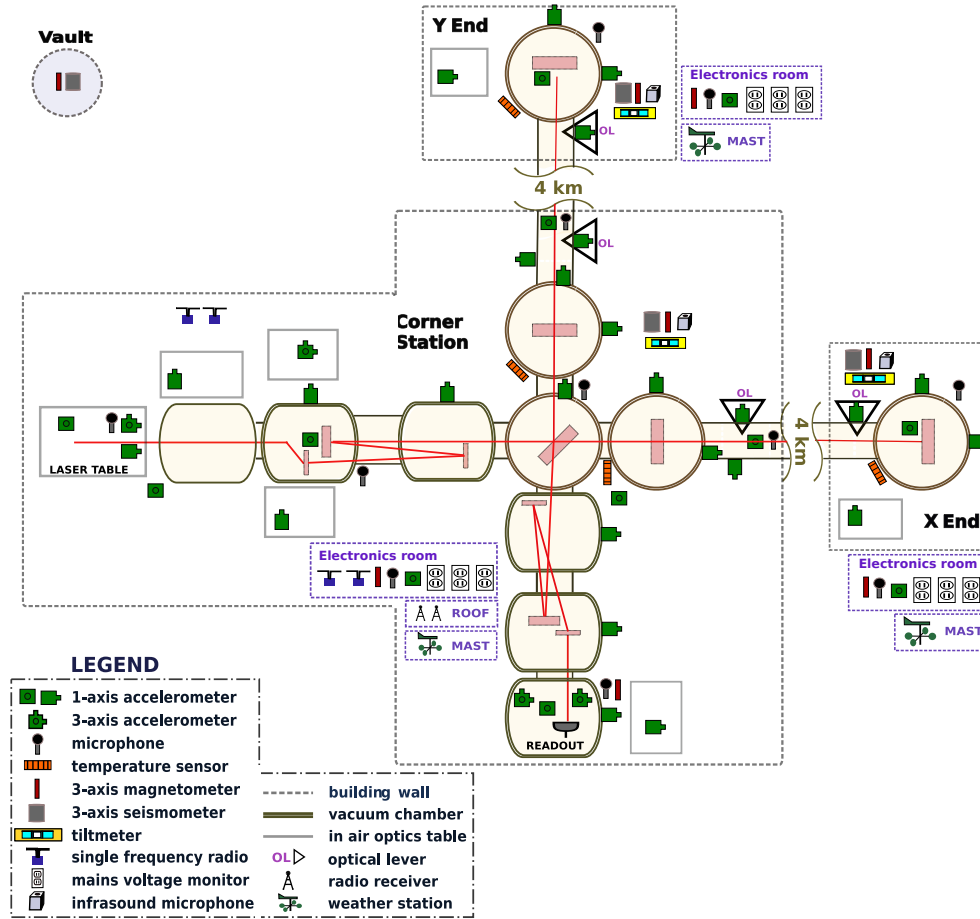 Vault
Y End
Electronics room
MAST
OL
4 km
OL
Corner
Station
OL
OL
4 km
LASER TABLE
X End
Electronics room
ROOF
MAST
Electronics room
MAST
READOUT
LEGEND
1-axis accelerometer
3-axis accelerometer
microphone
temperature sensor
3-axis magnetometer
3-axis seismometer
tiltmeter
single frequency radio
mains voltage monitor
infrasound microphone
building wall
vacuum chamber
in air optics table
OL optical lever
radio receiver
weather station